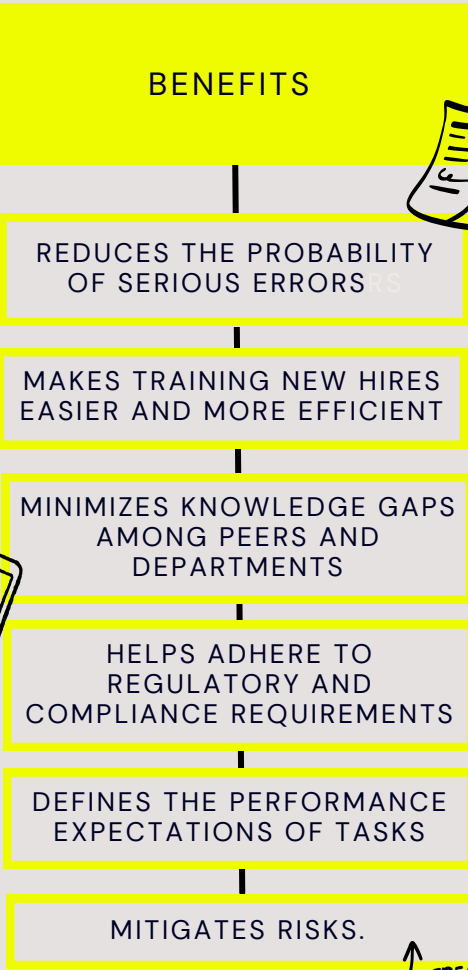 BENEFITS
REDUCES THE PROBABILITY
OF SERIOUS ERRORS
MAKES TRAINING NEW HIRES
EASIER AND MORE EFFICIENT
MINIMIZES KNOWLEDGE GAPS
AMONG PEERS AND
DEPARTMENTS
HELPS ADHERE TO
REGULATORY AND
COMPLIANCE REQUIREMENTS
DEFINES THE PERFORMANCE
EXPECTATIONS OF TASKS
MITIGATES RISKS.